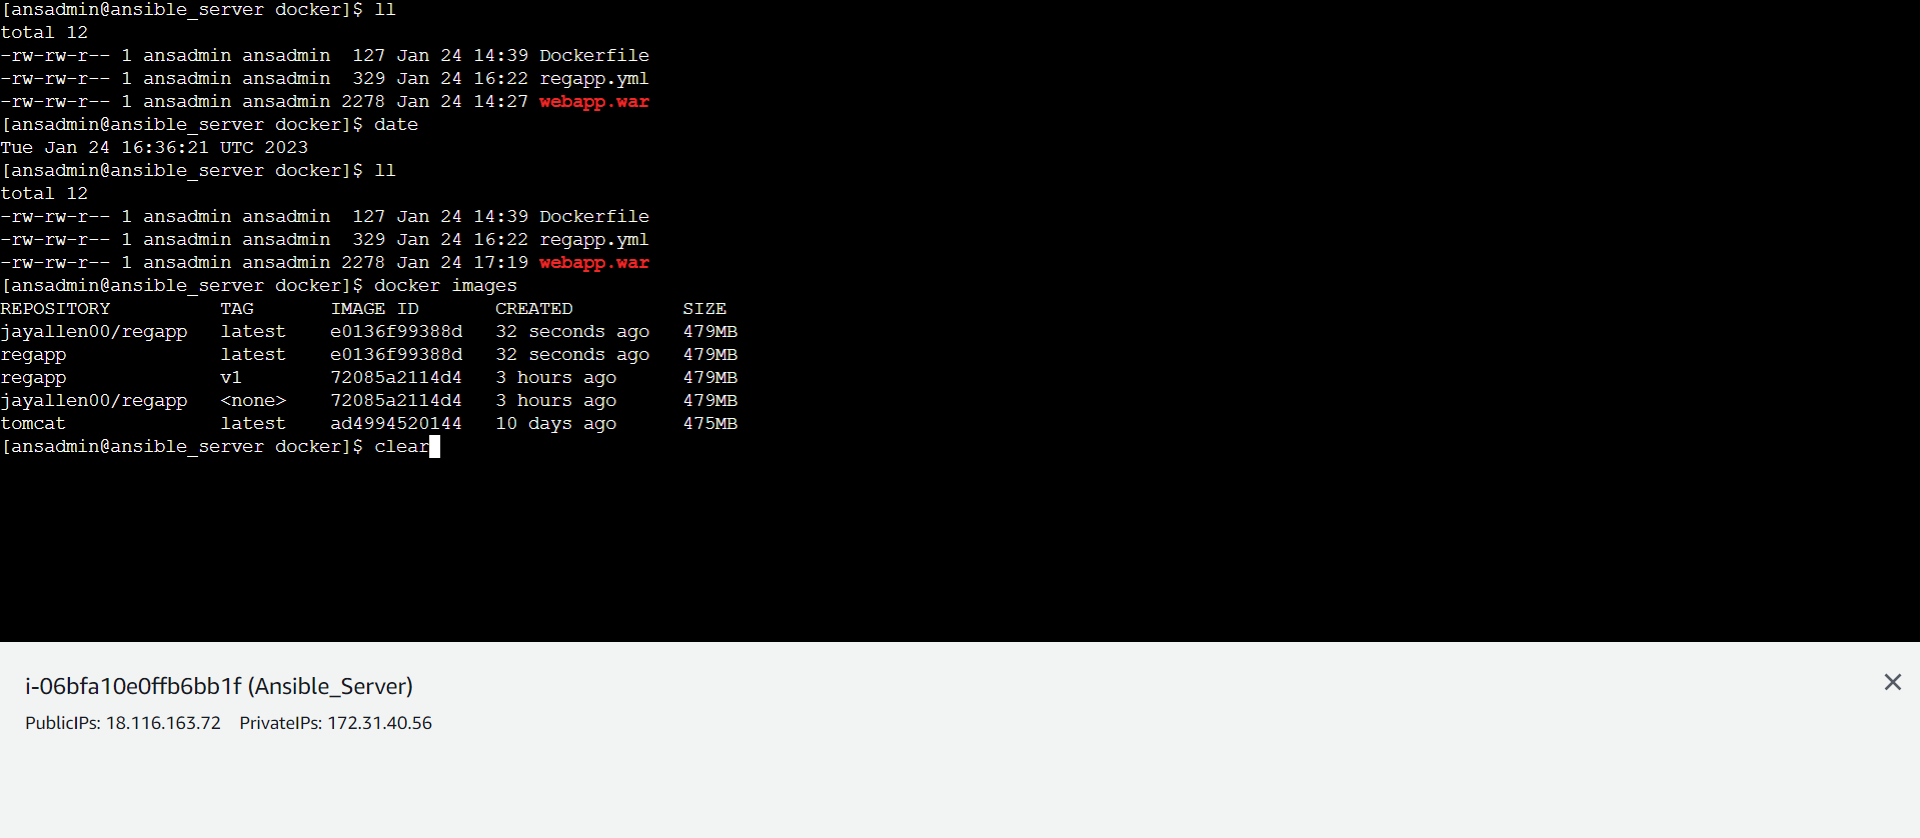 [ansadmin@ansible_server docker]$ ll
total 12
-rw-rw-r-- 1 ansadmin ansadmin  127 Jan 24 14:39 Dockerfile
-rw-rw-r-- 1 ansadmin ansadmin  329 Jan 24 16:22 regapp.yml
-rw-rw-r-- 1 ansadmin ansadmin 2278 Jan 24 14:27 webapp.war
[ansadmin@ansible_server docker]$ date
Tue Jan 24 16:36:21 UTC 2023
[ansadmin@ansible_server docker]$ ll
total 12
-rw-rw-r-- 1 ansadmin ansadmin  127 Jan 24 14:39 Dockerfile
-rw-rw-r-- 1 ansadmin ansadmin  329 Jan 24 16:22 regapp.yml
-rw-rw-r-- 1 ansadmin ansadmin 2278 Jan 24 17:19 webapp.war
[ansadmin@ansible_server docker]$ docker images
REPOSITORY          TAG       IMAGE ID       CREATED          SIZE
jayallen00/regapp   latest    e0136f99388d   32 seconds ago   479MB
regapp              latest    e0136f99388d   32 seconds ago   479MB
regapp              v1        72085a2114d4   3 hours ago      479MB
jayallen00/regapp   <none>    72085a2114d4   3 hours ago      479MB
tomcat              latest    ad4994520144   10 days ago      475MB
[ansadmin@ansible_server docker]$ clear
i-06bfa10e0ffb6bb1f (Ansible_Server)
PublicIPs: 18.116.163.72    PrivateIPs: 172.31.40.56